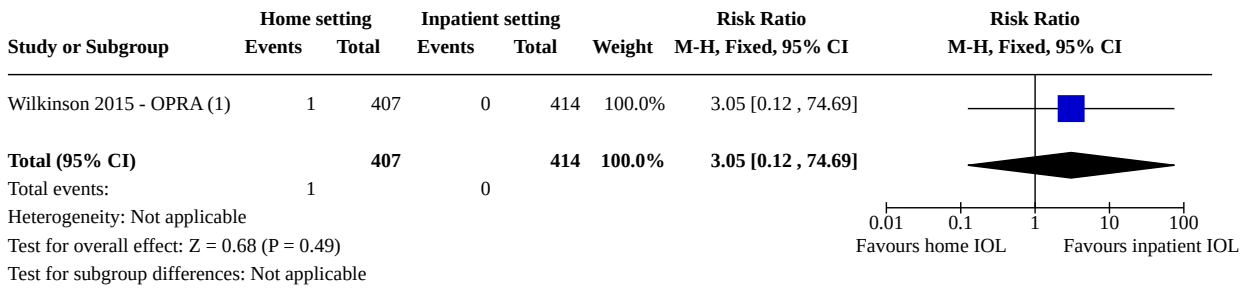 Home setting Inpatient setting Risk Ratio Risk Ratio
Study or Subgroup Events Total Events Total Weight M-H, Fixed, 95% CI M-H, Fixed, 95% CI
Wilkinson 2015 - OPRA (1) 1 407 0 414 100.0% 3.05 [0.12 , 74.69]
Total (95% CI) 407 414 100.0% 3.05 [0.12 , 74.69]
Total events: 1 0
Heterogeneity: Not applicable
0.01 0.1 1 10 100
Test for overall effect: Z = 0.68 (P = 0.49) Favours home IOL Favours inpatient IOL
Test for subgroup differences: Not applicable